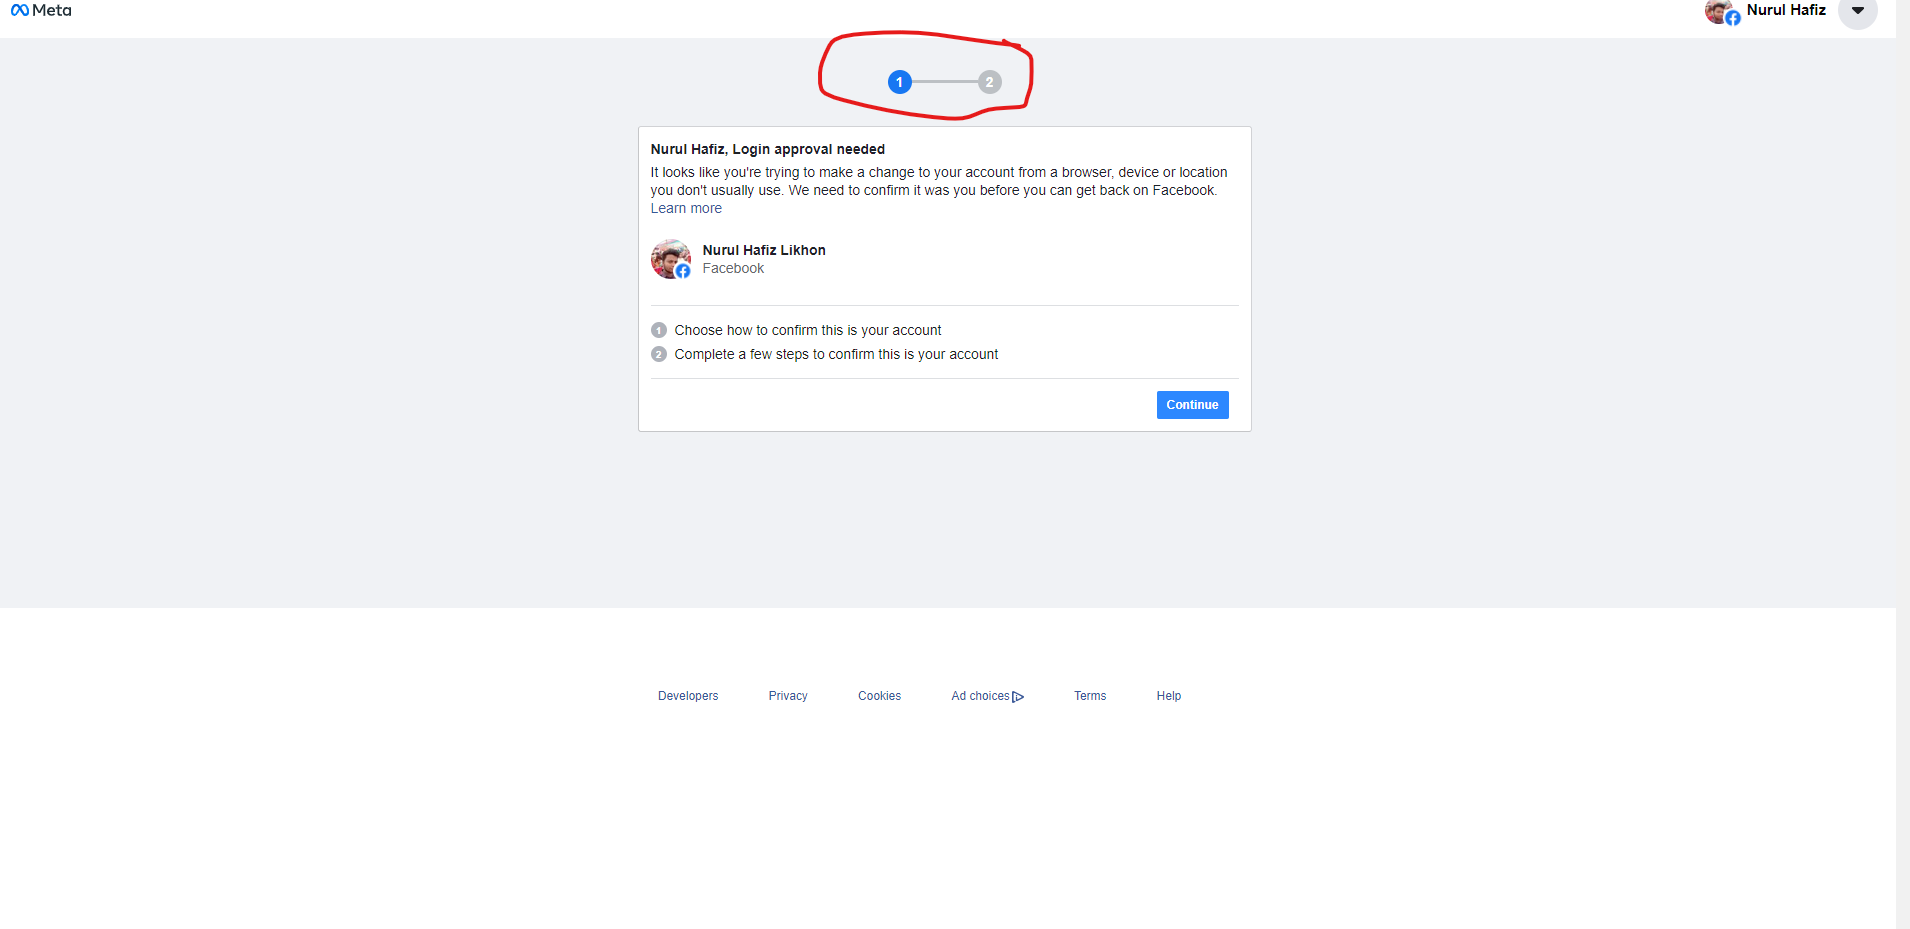 Meta
Nurul Hafiz
1 2
Nurul Hafiz, Login approval needed
It looks like you're trying to make a change to your account from a browser, device or location
you don't usually use. We need to confirm it was you before you can get back on Facebook.
Learn more
Nurul Hafiz Likhon
Facebook
1 Choose how to confirm this is your account
2 Complete a few steps to confirm this is your account
Continue
Developers Privacy Cookies Ad choices Terms Help